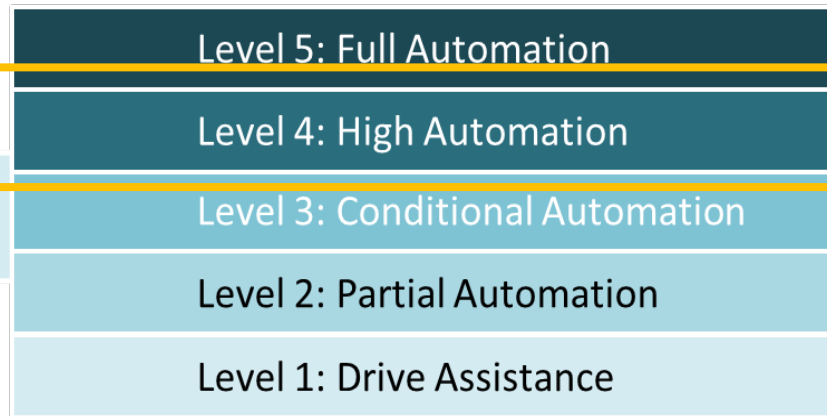 Level 5: Full Automation
Level 4: High Automation
Level 3: Conditional Automation
Level 2: Partial Automation
Level 1: Drive Assistance